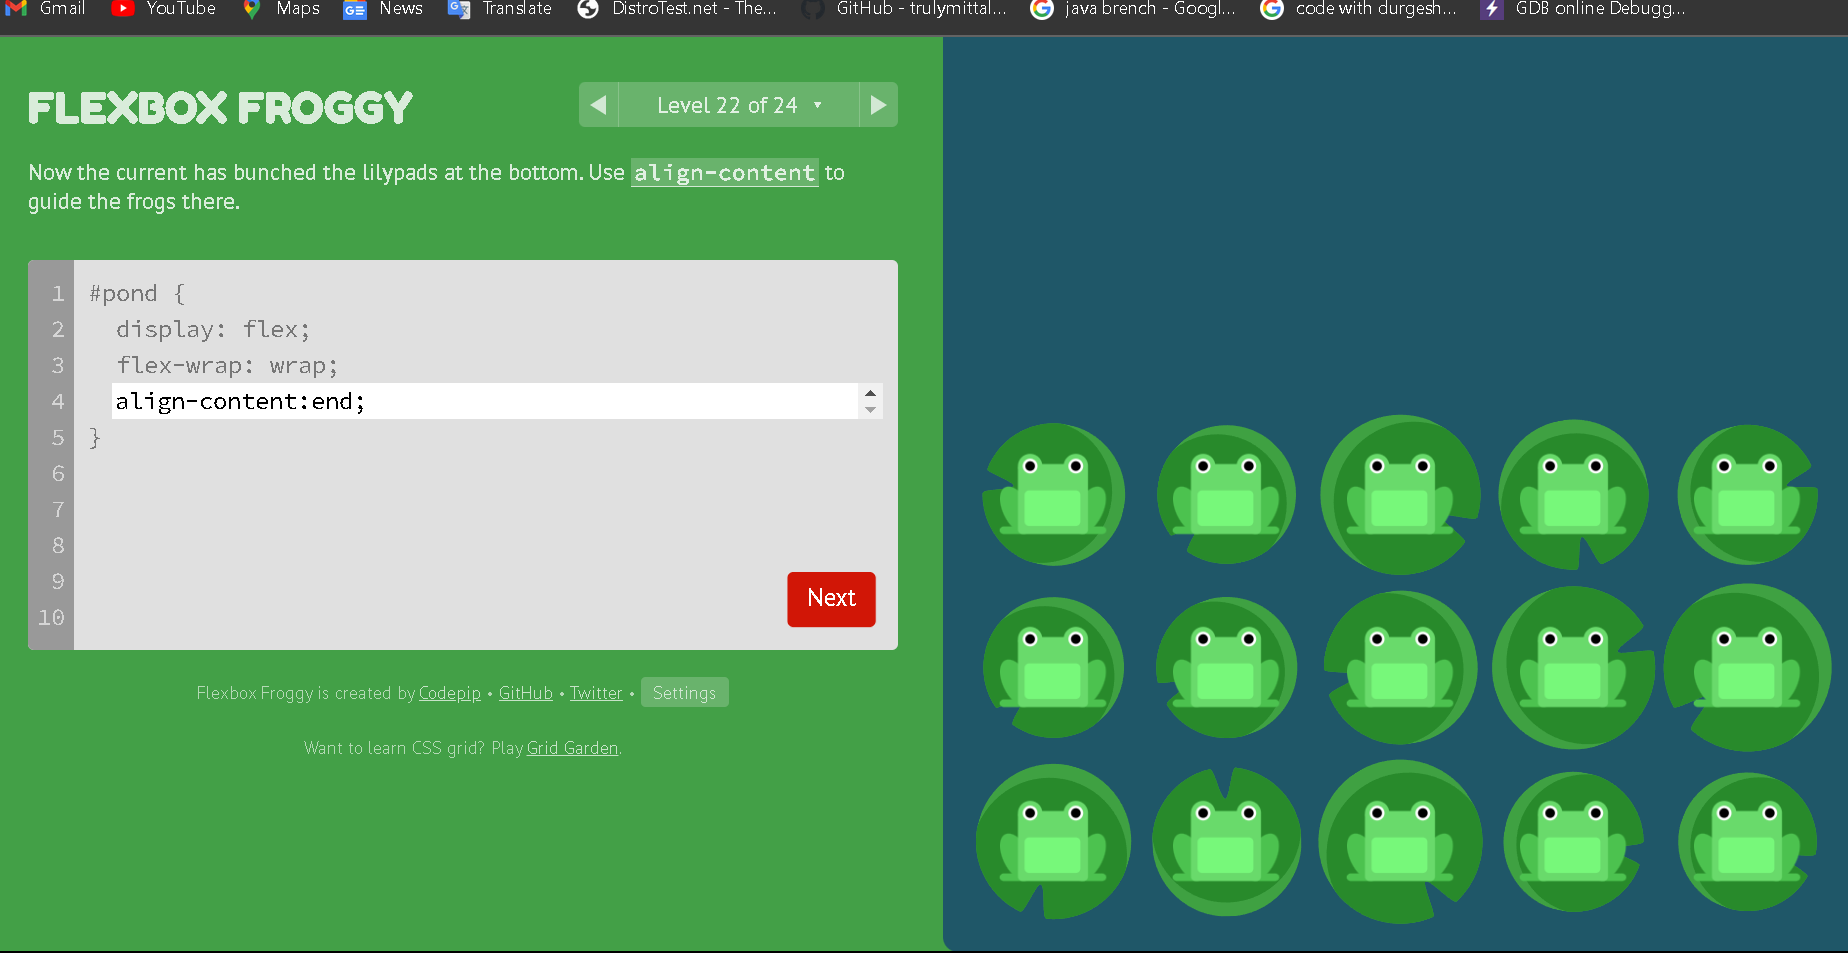 Gmail YouTube Maps News Translate DistroTest.net - The... GitHub - trulymittal... java brench - Googl... code with durgesh... GDB online Debugg...
FLEXBOX FROGGY
Level 22 of 24
Now the current has bunched the lilypads at the bottom. Use align-content to
guide the frogs there.
1 #pond {
2 display: flex;
3 flex-wrap: wrap;
4 align-content:end;
5 }
6
7
8
9
10
Next
Flexbox Froggy is created by Codepip • GitHub • Twitter • Settings
Want to learn CSS grid? Play Grid Garden.